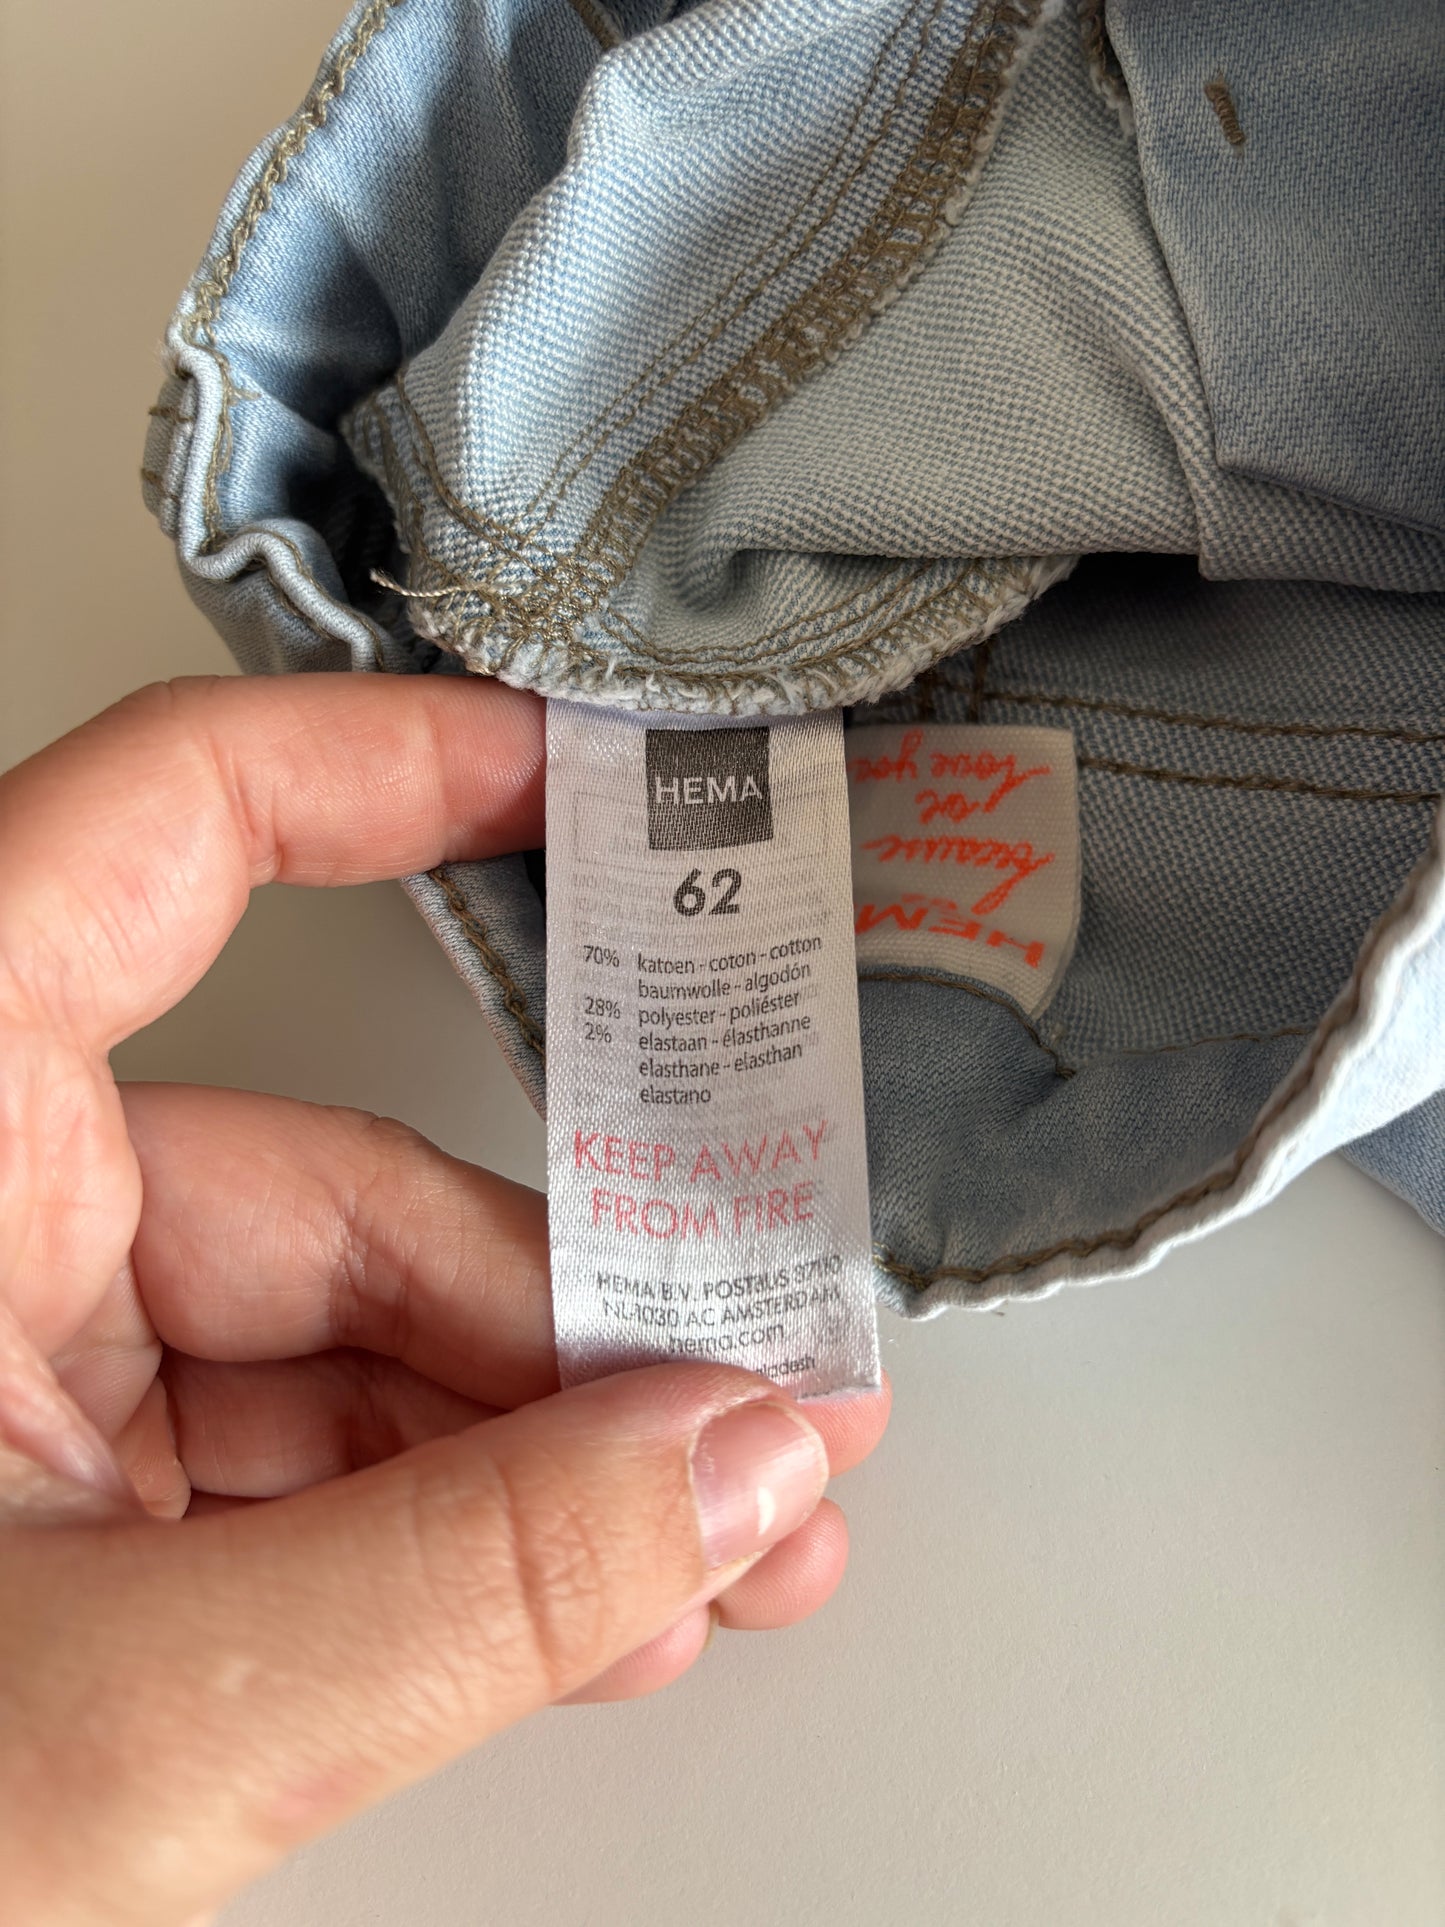 HEMA
62
70% katoen - coton - cotton
baumwolle - algodón
28% polyester - poliéster
2% elastaan - élasthanne
elasthane - elasthan
elastano
KEEP AWAY
FROM FIRE
HEMA B.V. POSTBUS 37110
NL-1030 AC AMSTERDAM
hema.com
HEM
because
we
love you